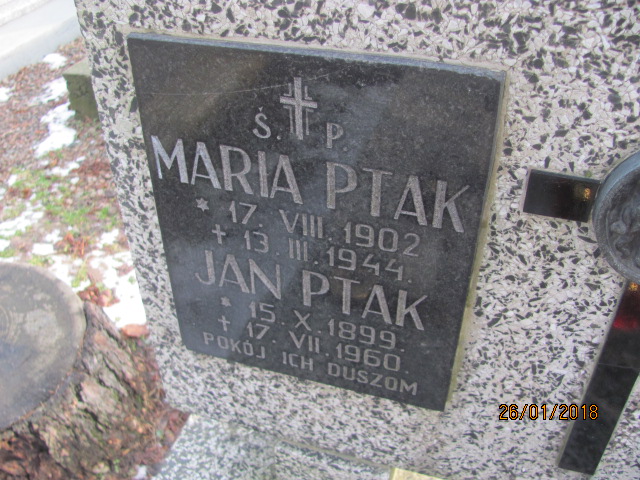 Ś. P.
MARIA PTAK
* 17. VIII. 1902
+ 13. III. 1944.
JAN PTAK
* 15. X. 1899.
+ 17. VII. 1960.
POKÓJ ICH DUSZOM
26/01/2018